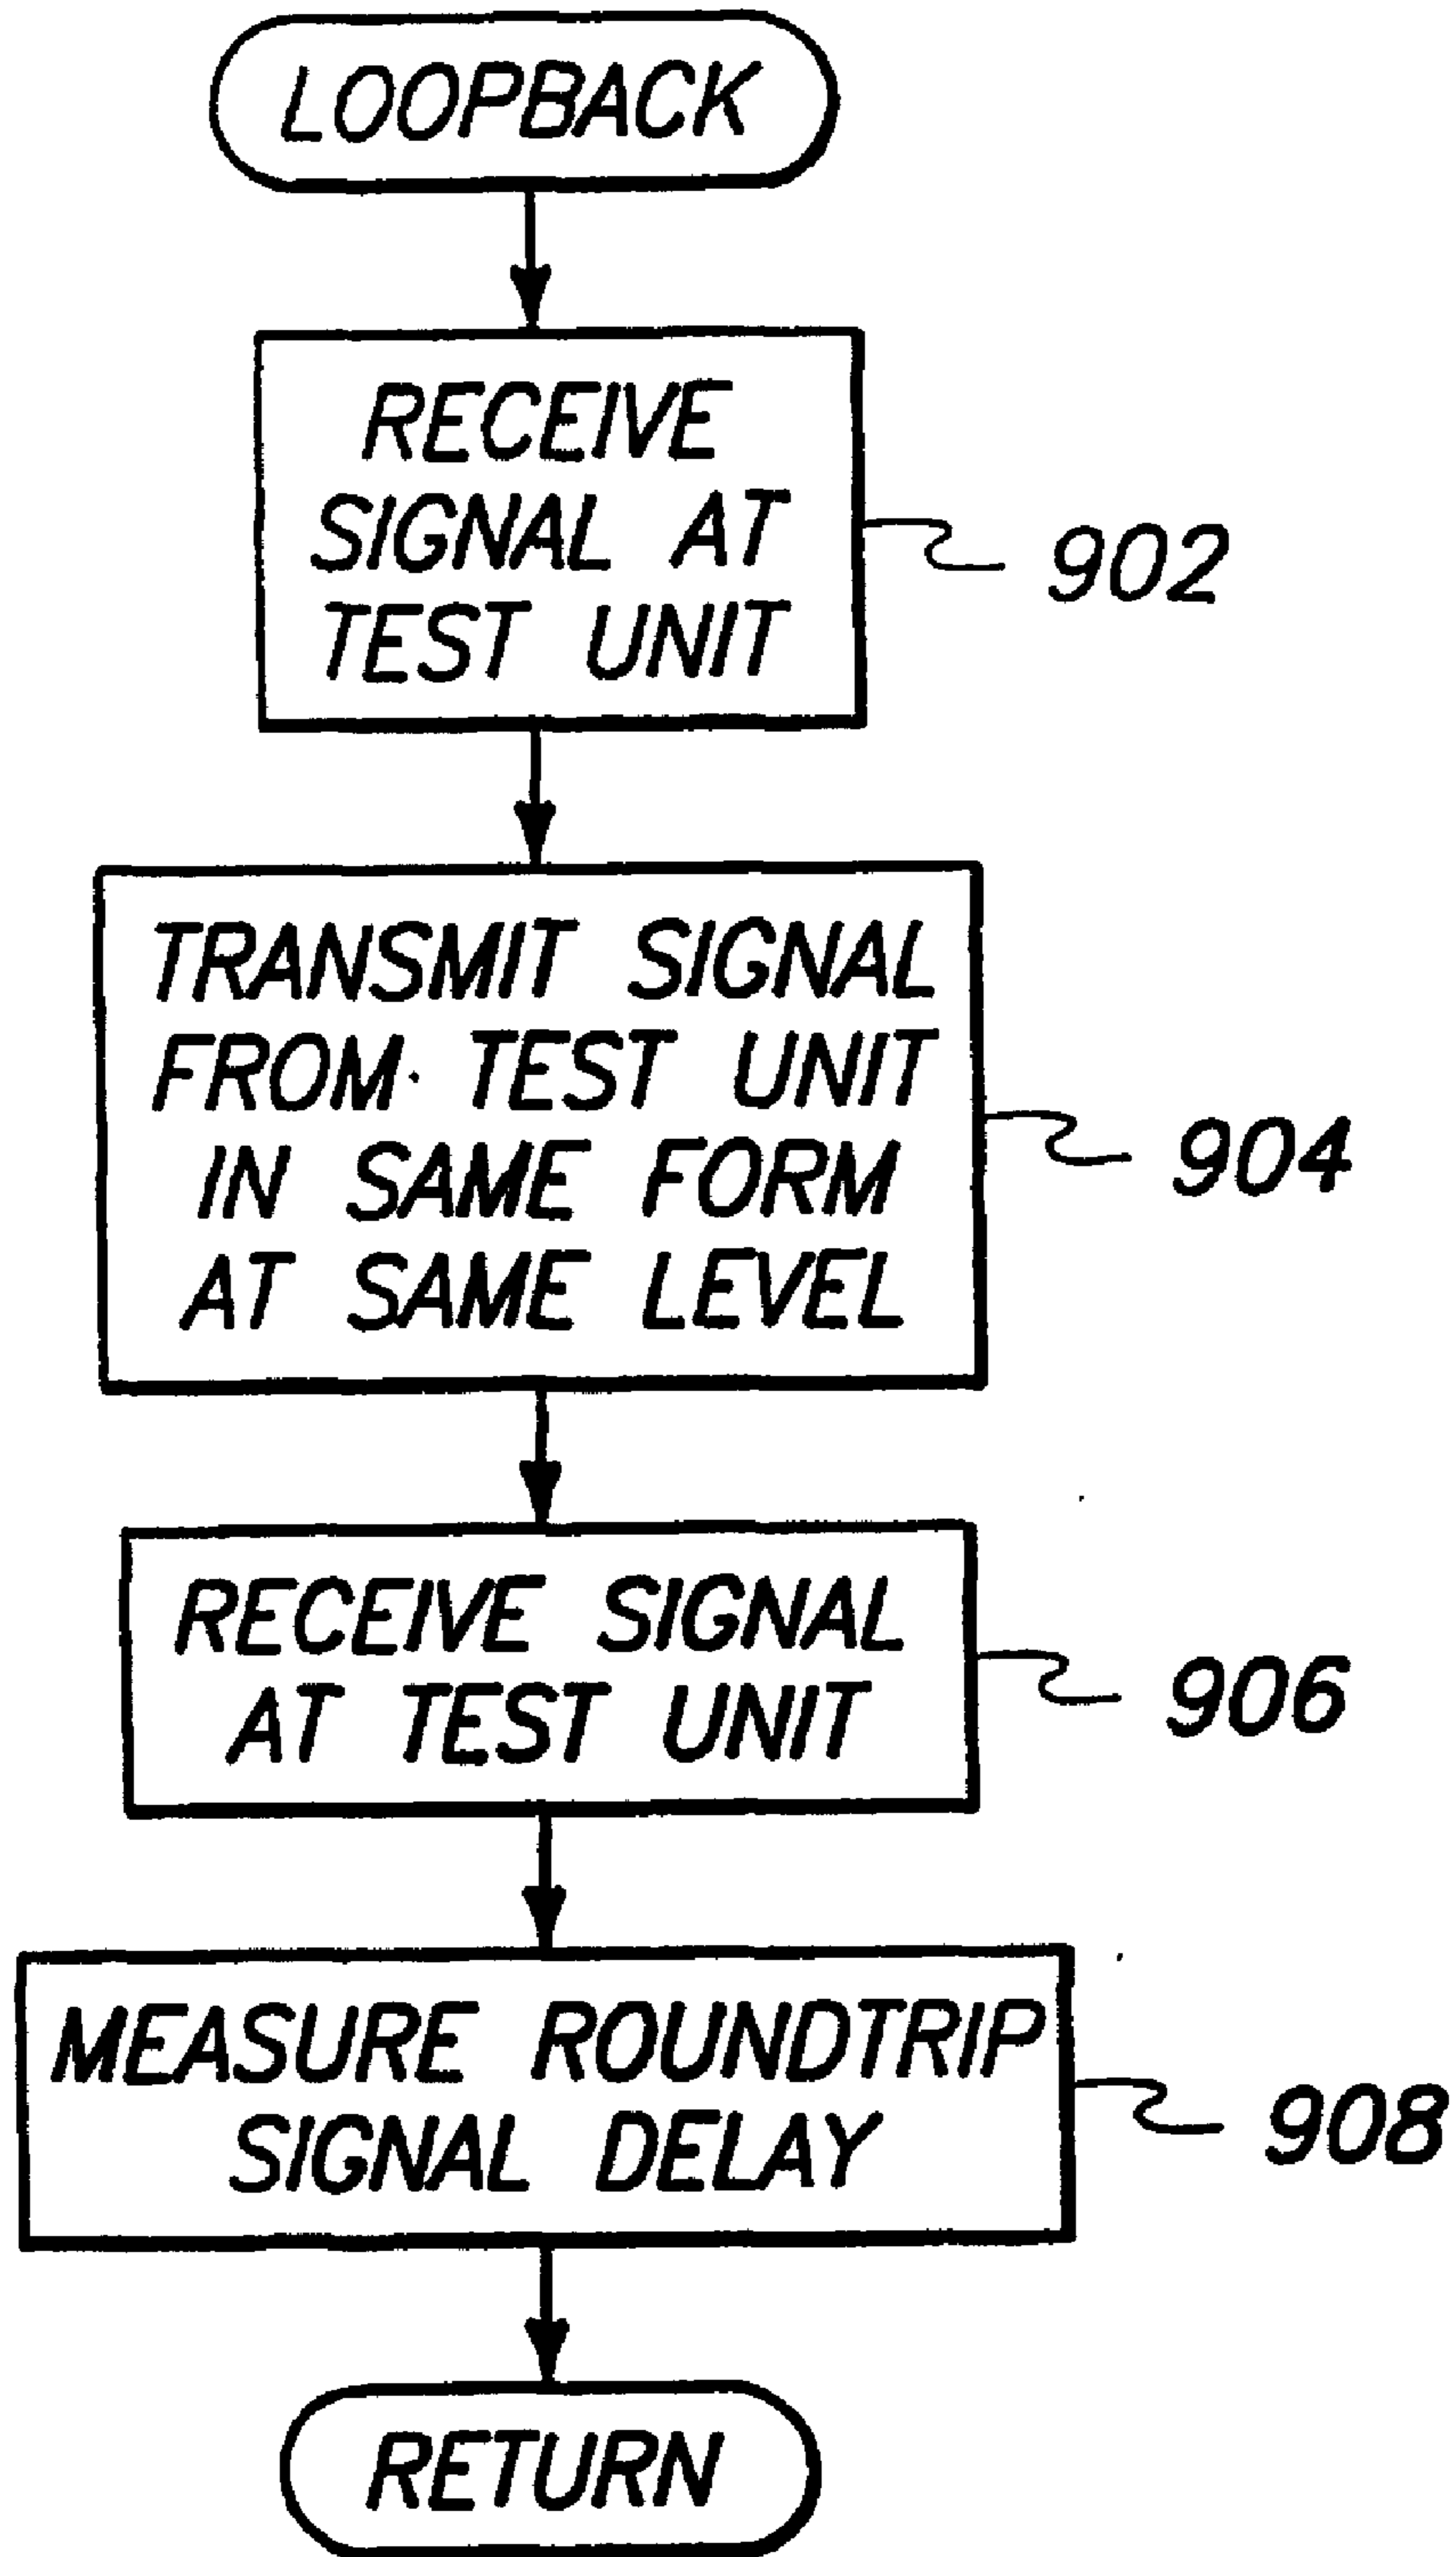 LOOPBACK
RECEIVE
SIGNAL AT
TEST UNIT
902
TRANSMIT SIGNAL
FROM TEST UNIT
IN SAME FORM
AT SAME LEVEL
904
RECEIVE SIGNAL
AT TEST UNIT
906
MEASURE ROUNDTRIP
SIGNAL DELAY
908
RETURN